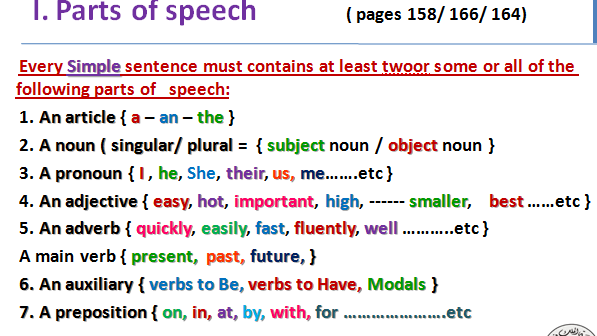 I. Parts of speech ( pages 158/ 166/ 164)
Every Simple sentence must contains at least twoor some or all of the
following parts of speech:
1. An article { a – an – the }
2. A noun ( singular/ plural = { subject noun / object noun }
3. A pronoun { I , he, She, their, us, me…….etc }
4. An adjective { easy, hot, important, high, ------ smaller, best ……etc }
5. An adverb { quickly, easily, fast, fluently, well ………..etc }
A main verb { present, past, future, }
6. An auxiliary { verbs to Be, verbs to Have, Modals }
7. A preposition { on, in, at, by, with, for ………………….etc